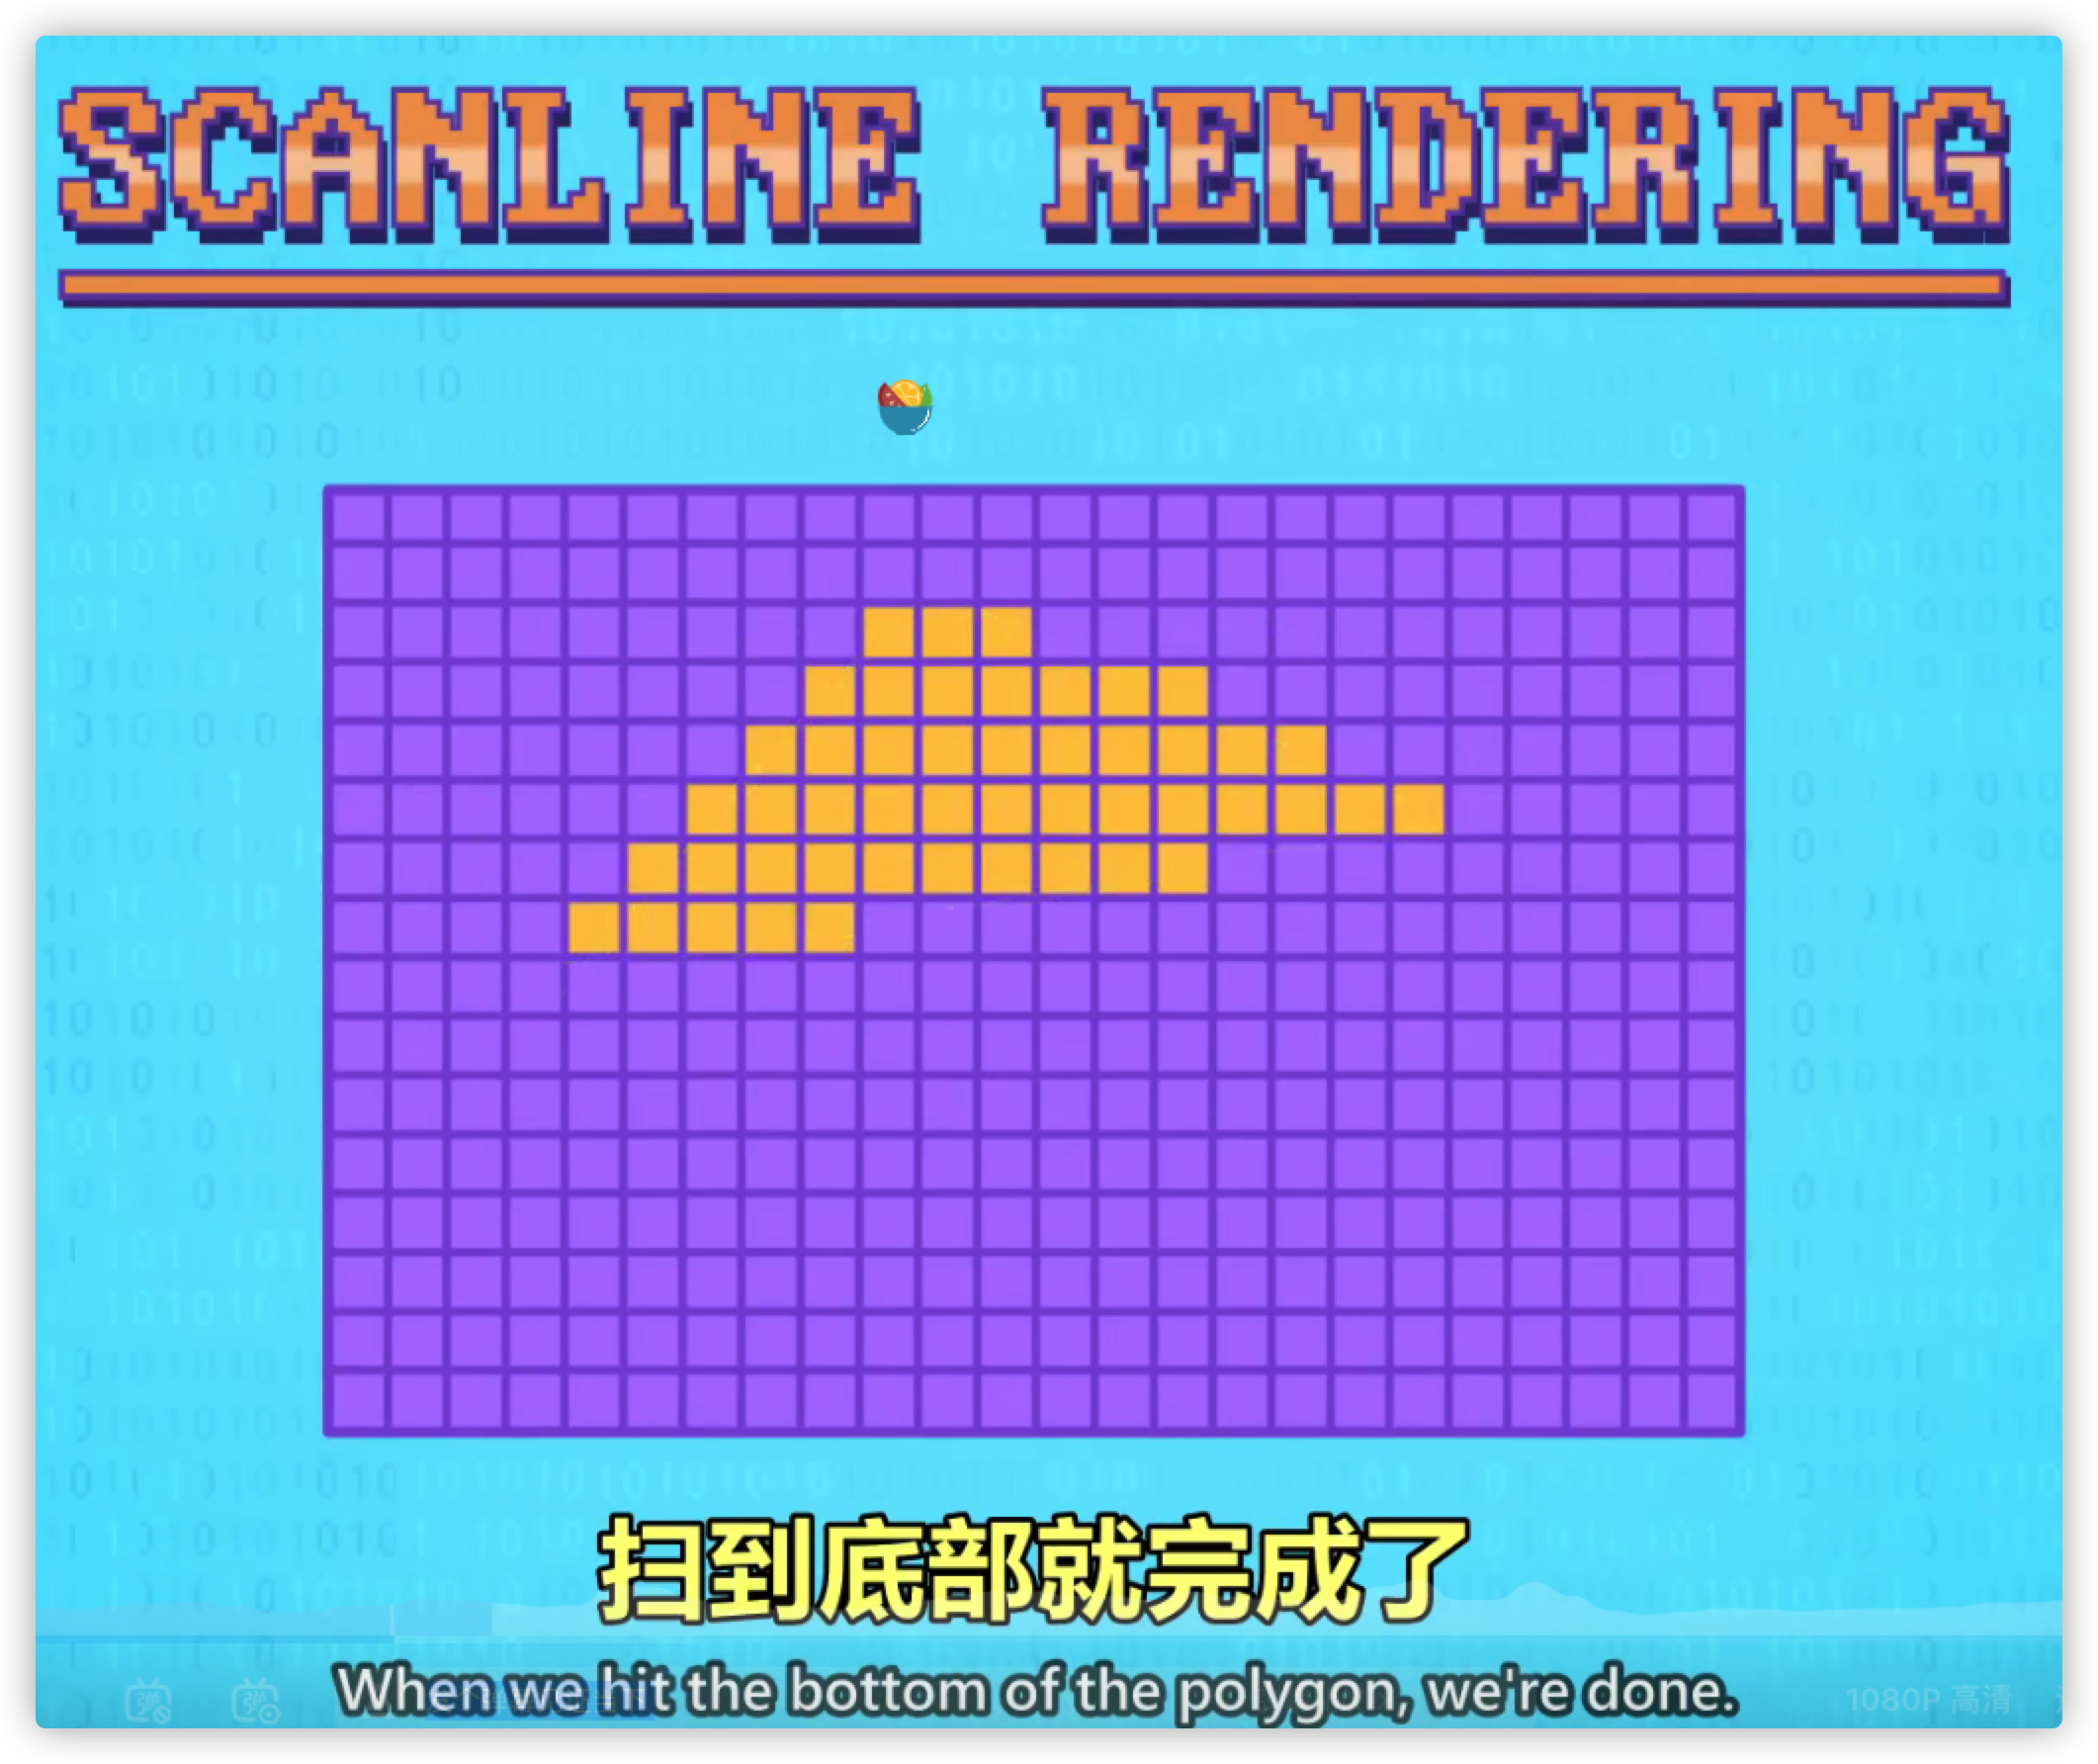 SCANLINE RENDERING
扫到底部就完成了
When we hit the bottom of the polygon, we're done.
1080P 高清